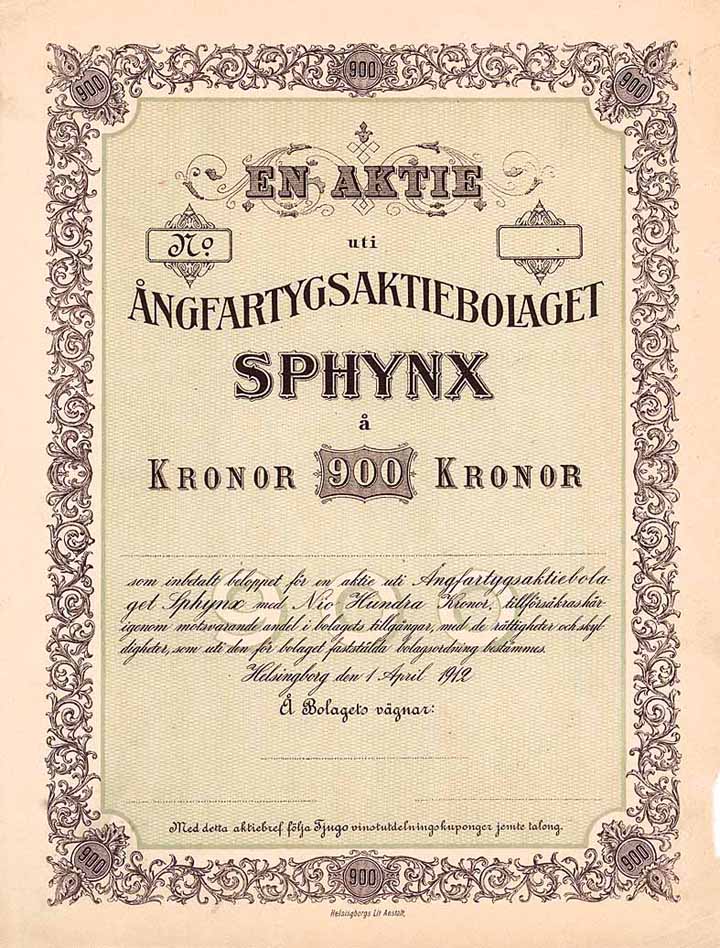 900 900 900
EN AKTIE
No.
uti
ÅNGFARTYGSAKTIEBOLAGET
SPHYNX
å
KRONOR 900 KRONOR
900
som inbetalt beloppet för en aktie uti Ångfartygsaktiebola
get Sphynx med Nio Hundra Kronor, tillförsäkras här-
igenom motsvarande andel i bolagets tillgångar, med de rättigheter och skyl
digheter, som uti den för bolaget fastställda bolagsordning bestämmes.
Helsingborg den 1 April 1912
Å Bolagets vägnar:
Med detta aktiebref följa Tjugo vinstutdelningskuponger jemte talong.
900 900 900
Helsingborgs Lit Anstalt,